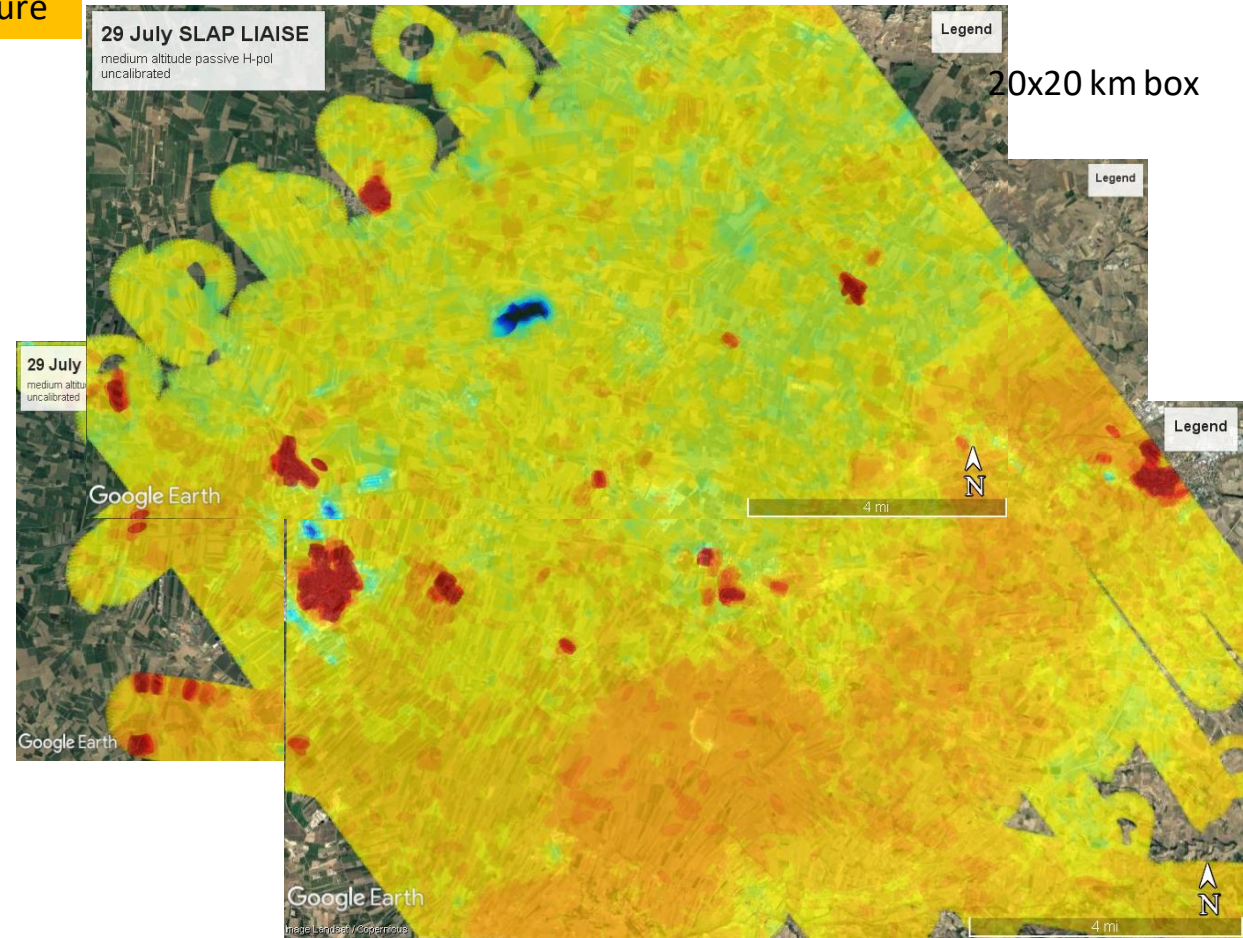 ure
29 July SLAP LIAISE
medium altitude passive H-pol
uncalibrated
Legend
20x20 km box
Legend
29 July
medium altitu
uncalibrated
Legend
Google Earth
N
4 mi
Google Earth
Google Earth
Image Landsat / Copernicus
N
4 mi